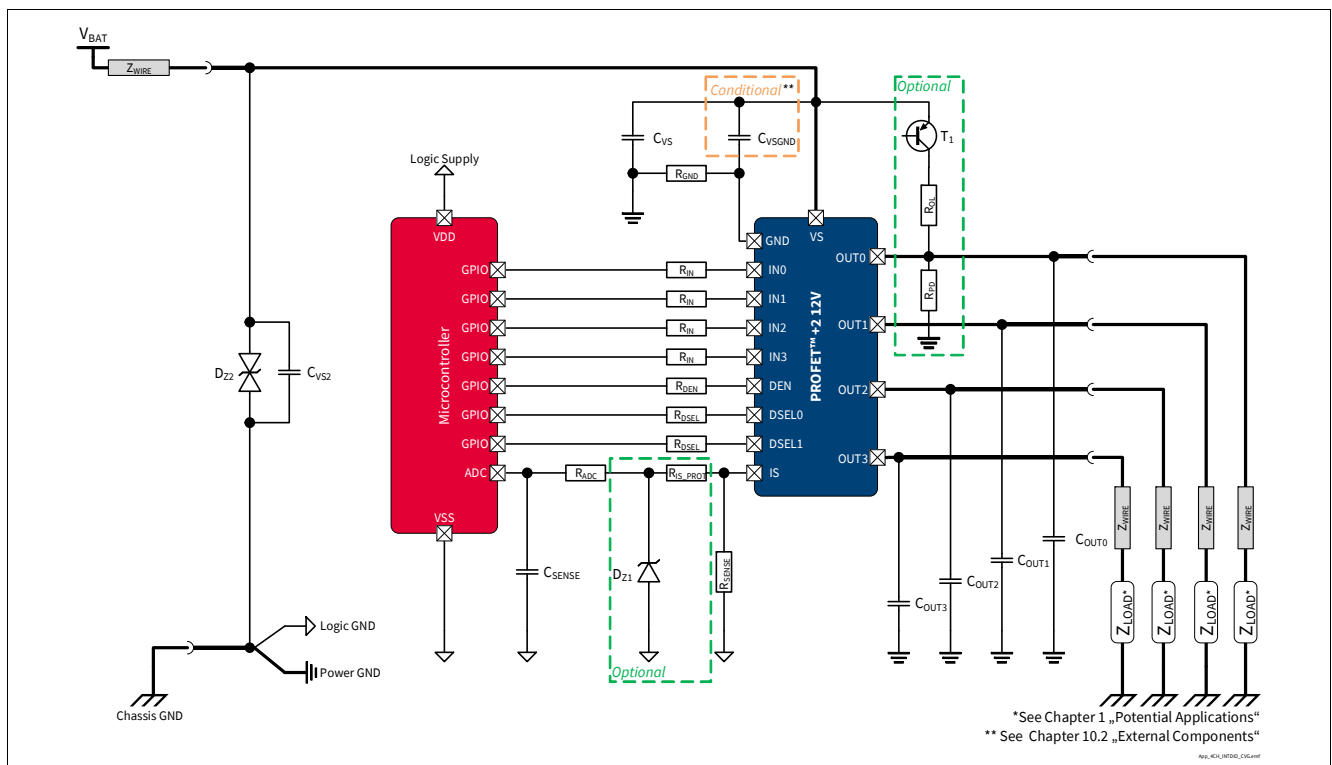 VBAT
ZWIRE
Conditional**
Optional
CVS
CVSGND
T1
Logic Supply
RGND
ROL
VDD
GND
VS
OUT0
GPIO
RIN
IN0
RPD
GPIO
RIN
IN1
OUT1
GPIO
RIN
IN2
Microcontroller
PROFET™+2 12V
GPIO
RIN
IN3
DZ2
CVS2
GPIO
RDEN
DEN
OUT2
GPIO
RDSEL
DSEL0
GPIO
RDSEL
DSEL1
OUT3
ADC
RADC
RIS_PROT
IS
VSS
ZWIRE
ZWIRE
ZWIRE
ZWIRE
COUT0
COUT1
CSENSE
DZ1
RSENSE
COUT2
COUT3
ZLOAD*
ZLOAD*
ZLOAD*
ZLOAD*
Logic GND
Power GND
Optional
Chassis GND
*See Chapter 1 „Potential Applications“
** See Chapter 10.2 „External Components“
App_4CH_INTDIO_CVG.emf